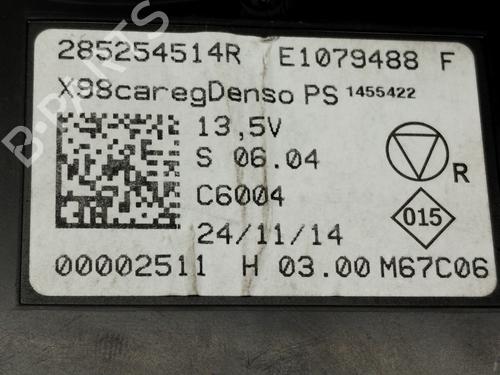 285254514R E1079488 F
X98caregDenso PS 1455422
13,5V
S 06.04
R
C6004
015
24/11/14
00002511 H 03.00 M67C06
B-PARTS